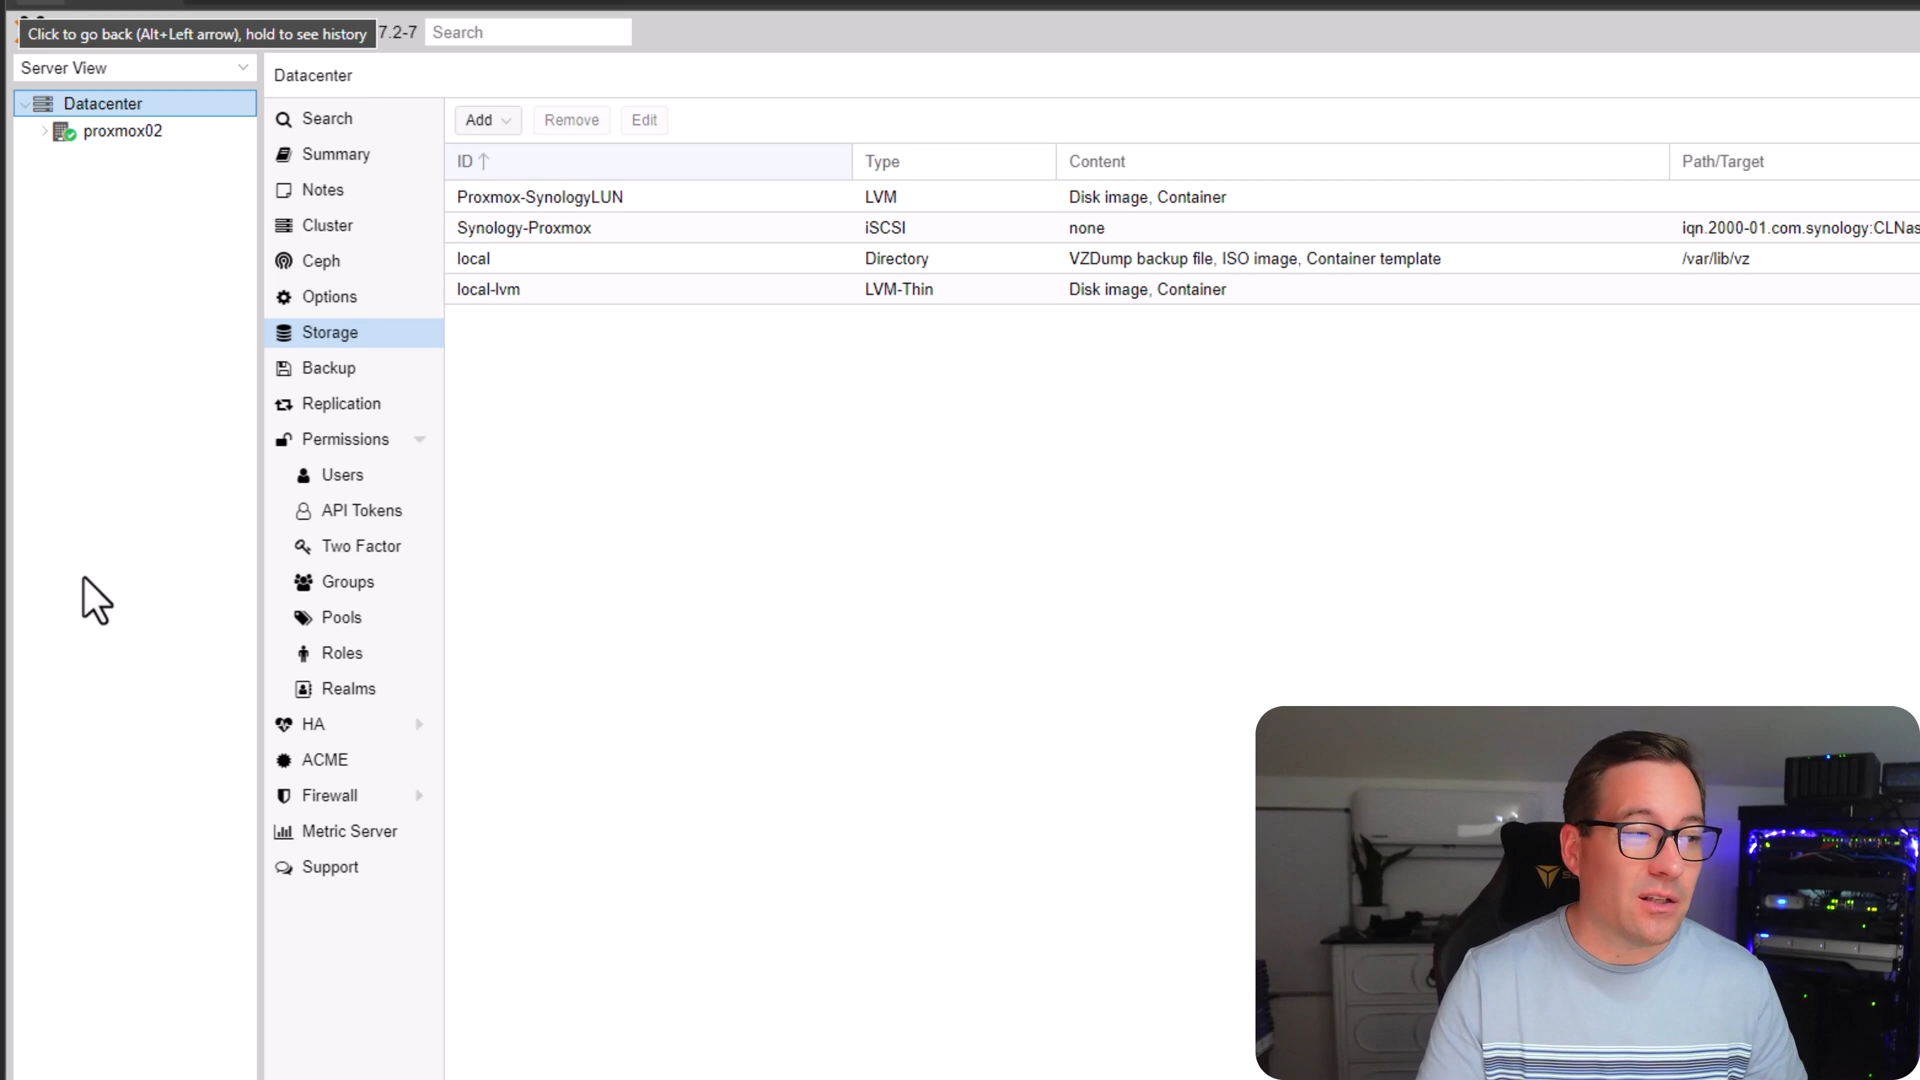 Click to go back (Alt+Left arrow), hold to see history
7.2-7
Search
Server View
Datacenter
proxmox02
Datacenter
Search
Summary
Notes
Cluster
Ceph
Options
Storage
Backup
Replication
Permissions
Users
API Tokens
Two Factor
Groups
Pools
Roles
Realms
HA
ACME
Firewall
Metric Server
Support
Add
Remove
Edit
ID Type Content Path/Target
Proxmox-SynologyLUN LVM Disk image, Container
Synology-Proxmox iSCSI none iqn.2000-01.com.synology:CLNas
local Directory VZDump backup file, ISO image, Container template /var/lib/vz
local-lvm LVM-Thin Disk image, Container